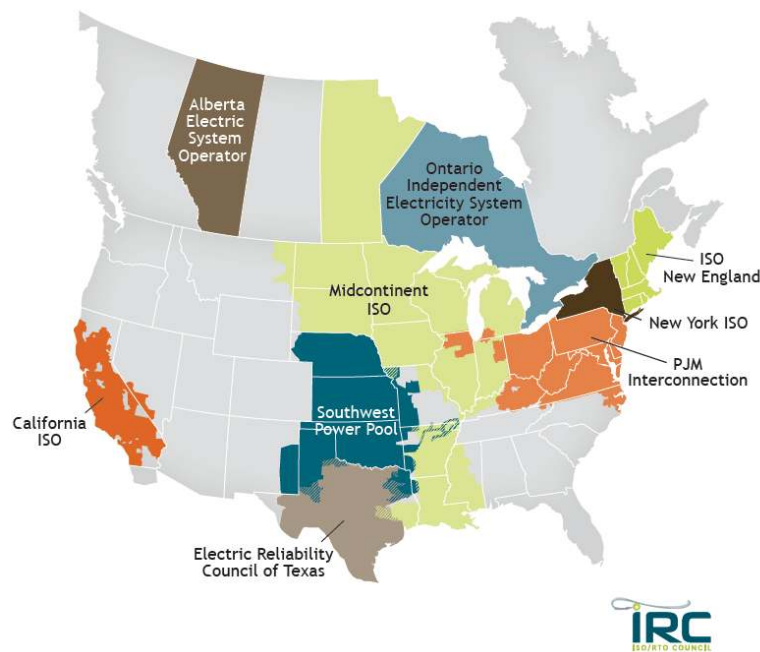 Alberta
Electric
System
Operator
Ontario
Independent
Electricity System
Operator
ISO
New England
Midcontinent
ISO
New York ISO
PJM
Interconnection
California
ISO
Southwest
Power Pool
Electric Reliability
Council of Texas
IRC
ISO/RTO COUNCIL